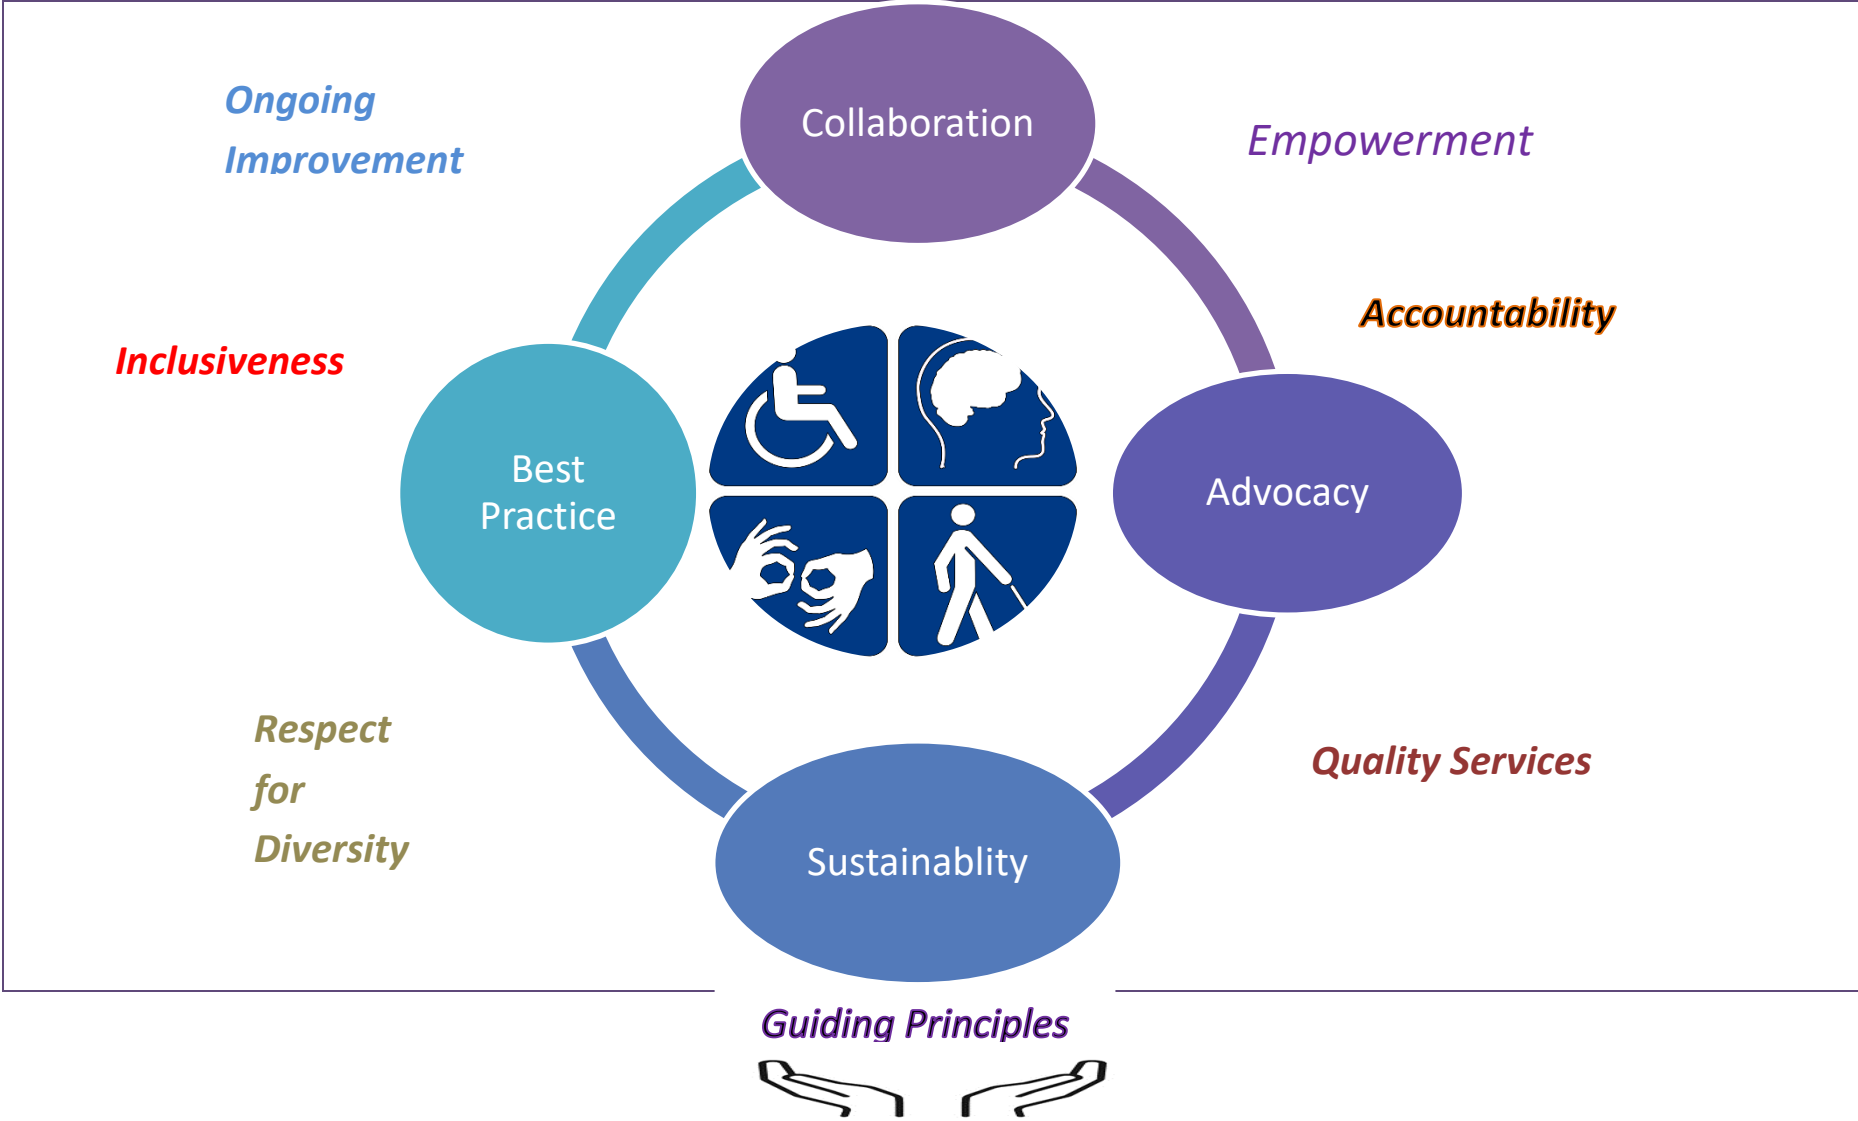 Ongoing
Improvement
Collaboration
Empowerment
Accountability
Inclusiveness
Best
Practice
Advocacy
Respect
for
Diversity
Quality Services
Sustainablity
Guiding Principles